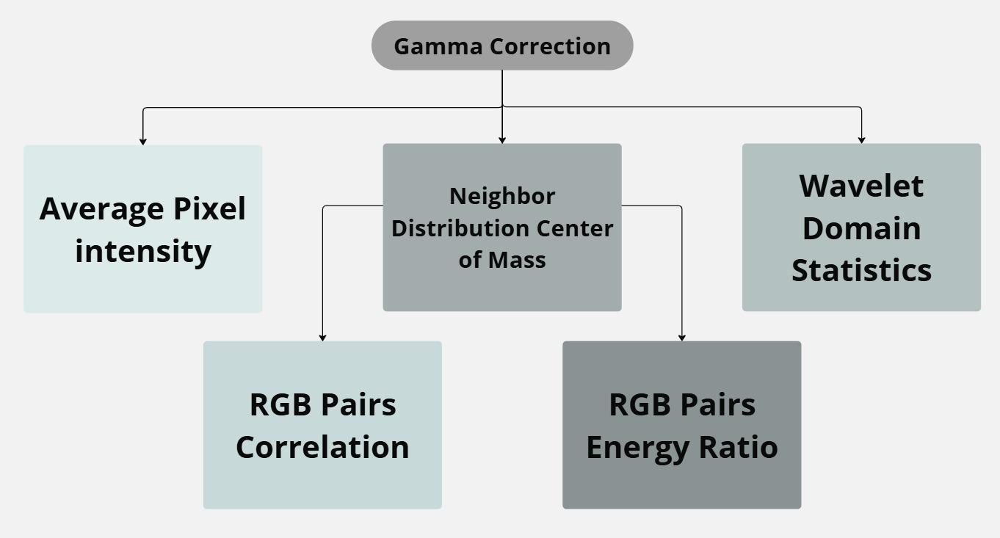 Gamma Correction
Average Pixel
intensity
Neighbor
Distribution Center
of Mass
Wavelet
Domain
Statistics
RGB Pairs
Correlation
RGB Pairs
Energy Ratio